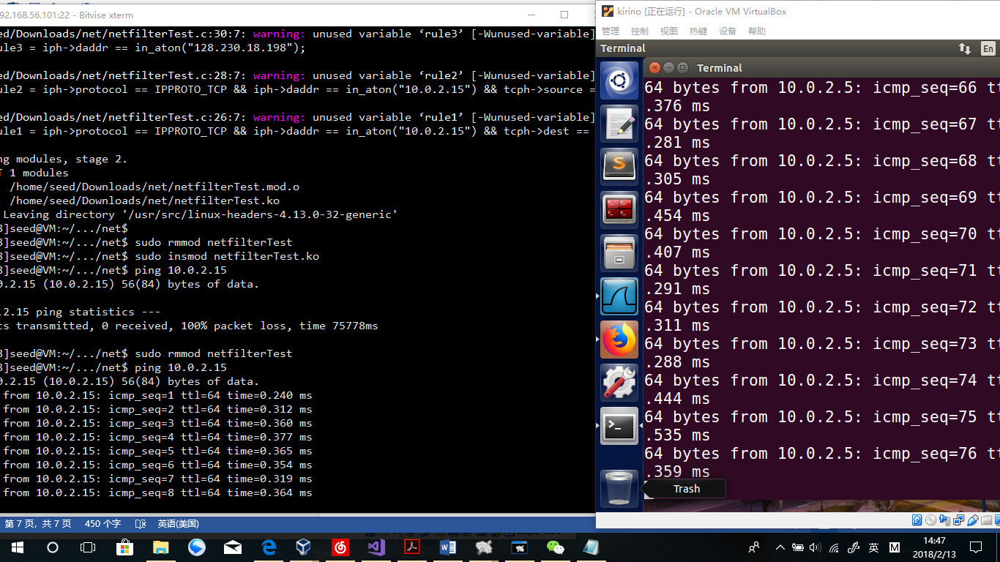 92.168.56.101:22 - Bitvise xterm
eed/Downloads/net/netfilterTest.c:30:7: warning: unused variable ‘rule3’ [-Wunused-variable]
ule3 = iph->daddr == in_aton("128.230.18.198");
eed/Downloads/net/netfilterTest.c:28:7: warning: unused variable ‘rule2’ [-Wunused-variable]
ule2 = iph->protocol == IPPROTO_TCP && iph->daddr == in_aton("10.0.2.15") && tcph->source =
eed/Downloads/net/netfilterTest.c:26:7: warning: unused variable ‘rule1’ [-Wunused-variable]
ule1 = iph->protocol == IPPROTO_TCP && iph->daddr == in_aton("10.0.2.15") && tcph->dest ==
ng modules, stage 2.
T 1 modules
/home/seed/Downloads/net/netfilterTest.mod.o
/home/seed/Downloads/net/netfilterTest.ko
Leaving directory '/usr/src/linux-headers-4.13.0-32-generic'
3]seed@VM:~/.../net$
3]seed@VM:~/.../net$ sudo rmmod netfilterTest
3]seed@VM:~/.../net$ sudo insmod netfilterTest.ko
3]seed@VM:~/.../net$ ping 10.0.2.15
0.2.15 (10.0.2.15) 56(84) bytes of data.
.2.15 ping statistics ---
ts transmitted, 0 received, 100% packet loss, time 75778ms
3]seed@VM:~/.../net$ sudo rmmod netfilterTest
3]seed@VM:~/.../net$ ping 10.0.2.15
0.2.15 (10.0.2.15) 56(84) bytes of data.
from 10.0.2.15: icmp_seq=1 ttl=64 time=0.240 ms
from 10.0.2.15: icmp_seq=2 ttl=64 time=0.312 ms
from 10.0.2.15: icmp_seq=3 ttl=64 time=0.360 ms
from 10.0.2.15: icmp_seq=4 ttl=64 time=0.377 ms
from 10.0.2.15: icmp_seq=5 ttl=64 time=0.365 ms
from 10.0.2.15: icmp_seq=6 ttl=64 time=0.354 ms
from 10.0.2.15: icmp_seq=7 ttl=64 time=0.319 ms
from 10.0.2.15: icmp_seq=8 ttl=64 time=0.364 ms
第 7 页，共 7 页 450 个字 英语(美国)
kirino [正在运行] - Oracle VM VirtualBox
管理 控制 视图 热键 设备 帮助
Terminal En
Terminal
64 bytes from 10.0.2.5: icmp_seq=66 tt
.376 ms
64 bytes from 10.0.2.5: icmp_seq=67 tt
.281 ms
64 bytes from 10.0.2.5: icmp_seq=68 tt
.305 ms
64 bytes from 10.0.2.5: icmp_seq=69 tt
.454 ms
64 bytes from 10.0.2.5: icmp_seq=70 tt
.407 ms
64 bytes from 10.0.2.5: icmp_seq=71 tt
.291 ms
64 bytes from 10.0.2.5: icmp_seq=72 tt
.311 ms
64 bytes from 10.0.2.5: icmp_seq=73 tt
.288 ms
64 bytes from 10.0.2.5: icmp_seq=74 tt
.444 ms
64 bytes from 10.0.2.5: icmp_seq=75 tt
.535 ms
64 bytes from 10.0.2.5: icmp_seq=76 tt
.359 ms
Trash
英 M
14:47
2018/2/13